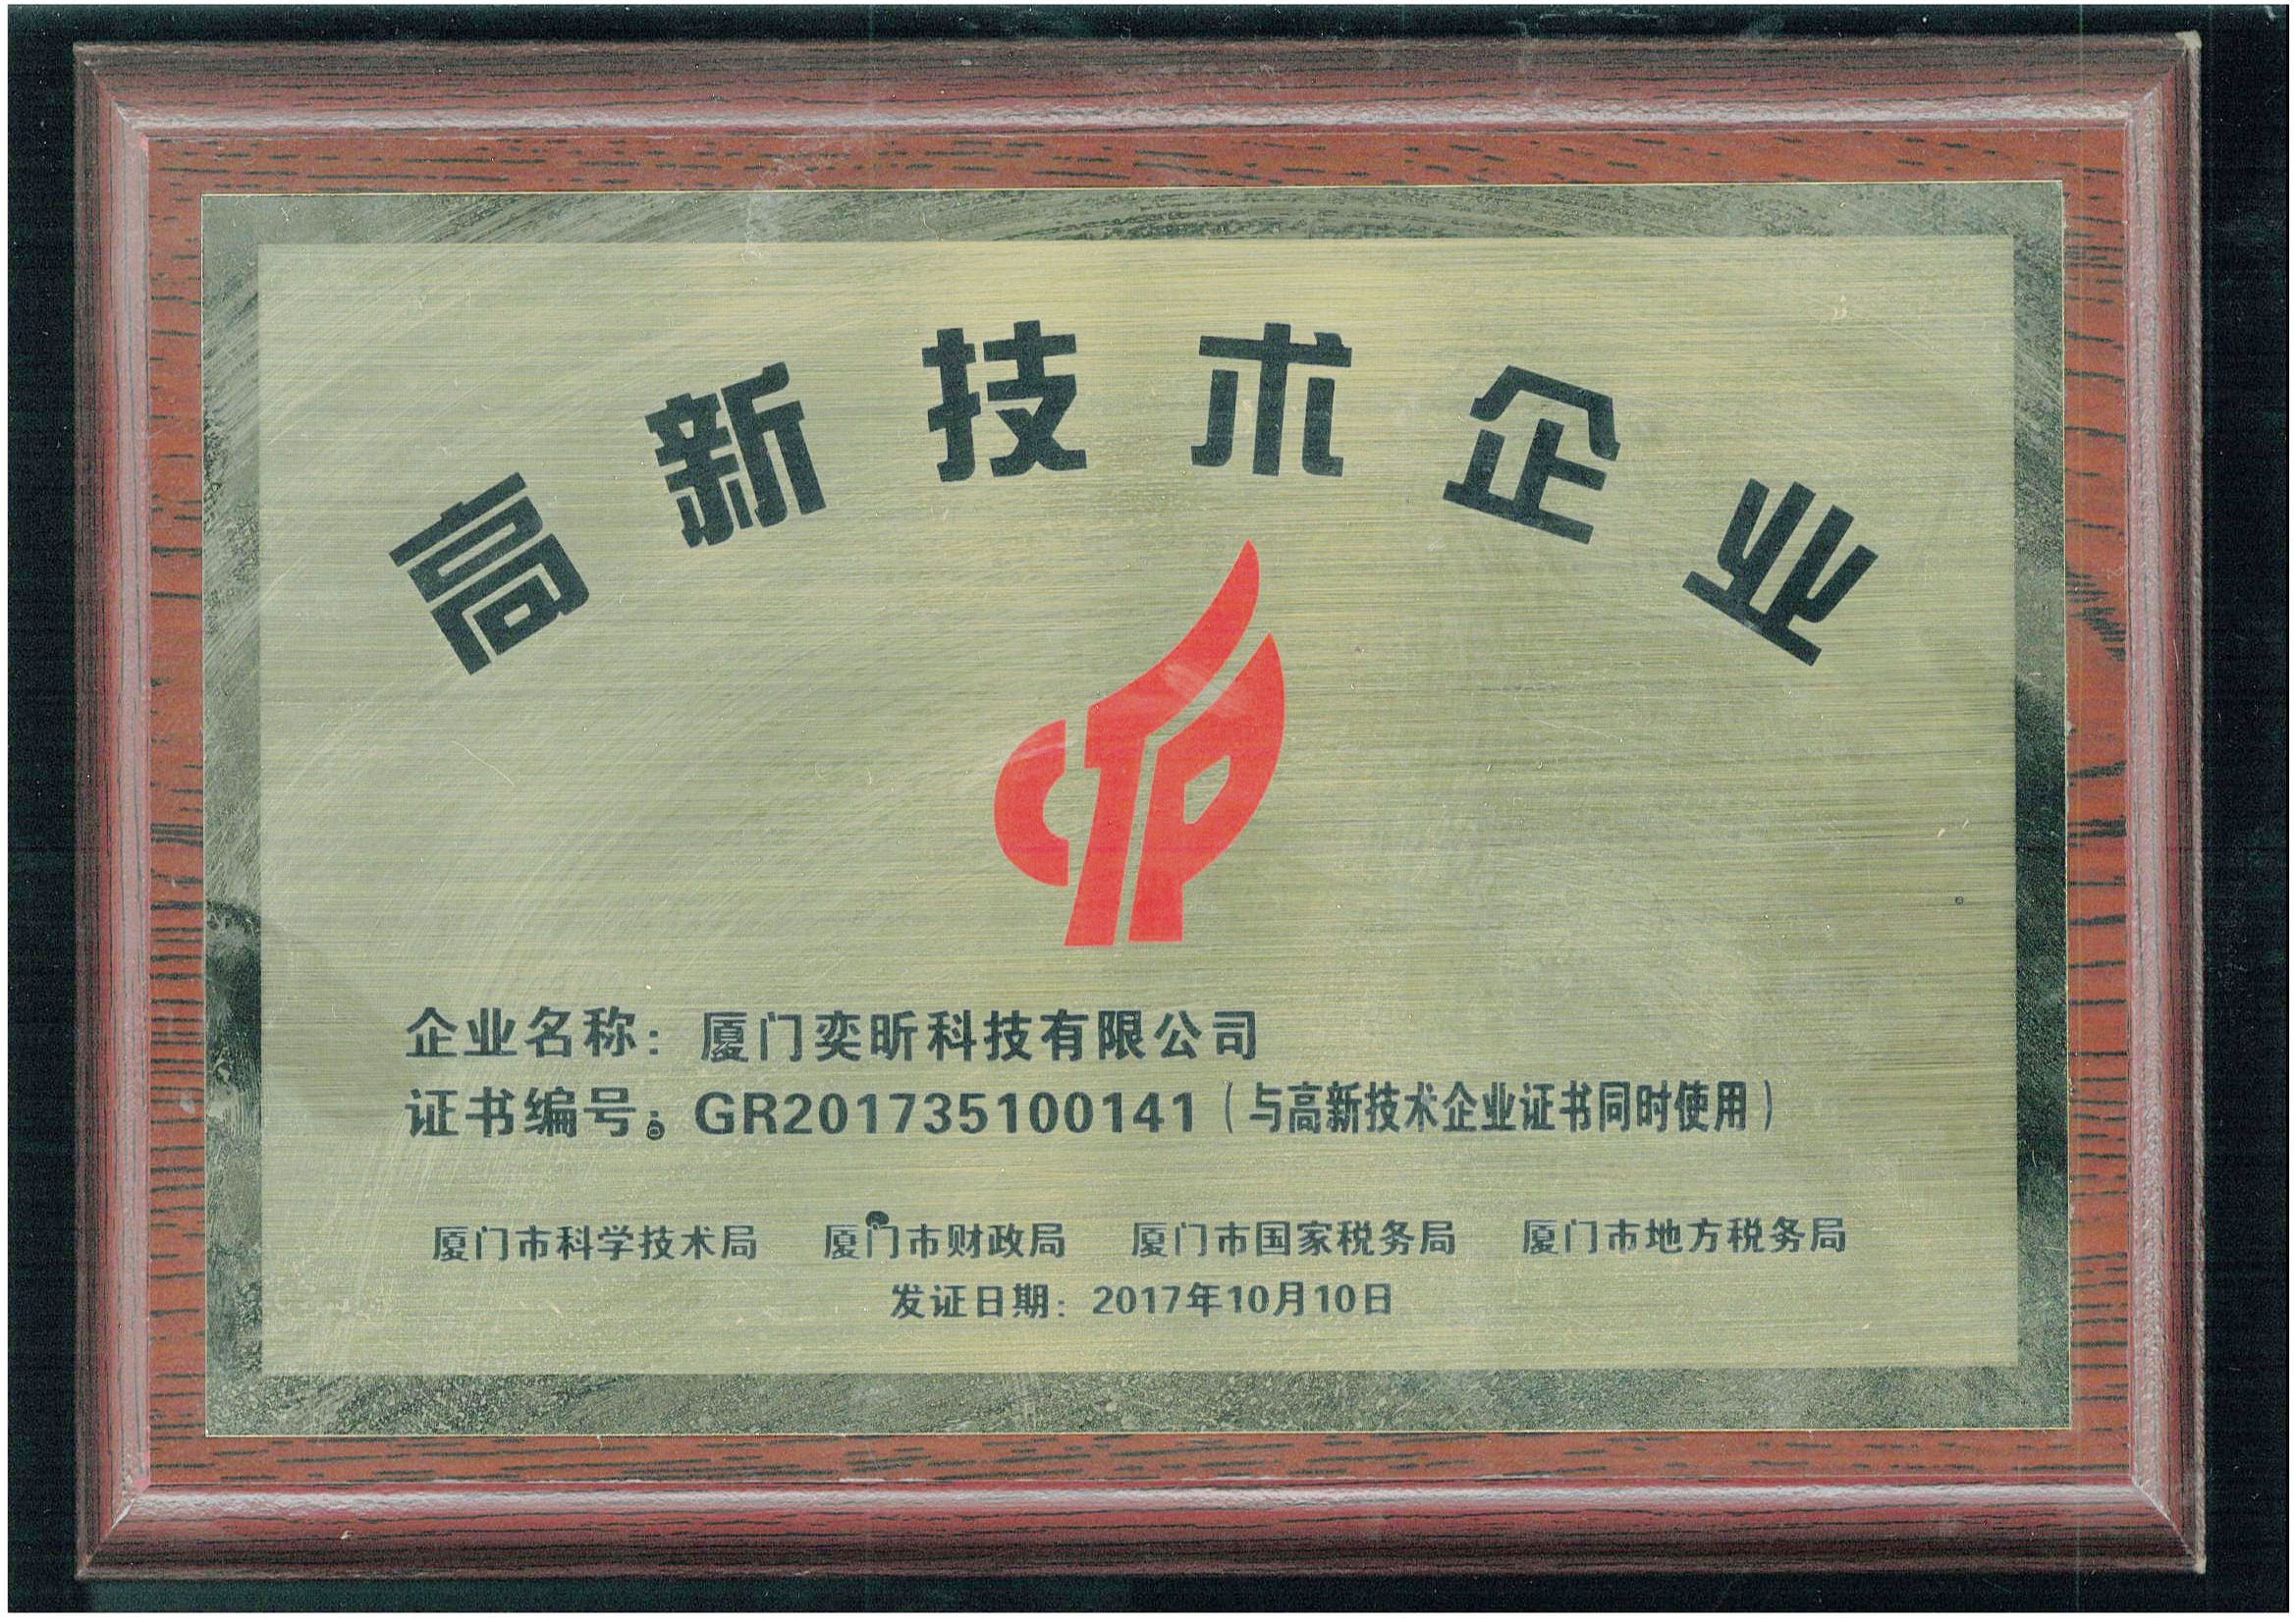 高新技术企业
企业名称：厦门奕昕科技有限公司
证书编号：GR201735100141（与高新技术企业证书同时使用）
厦门市科学技术局 厦门市财政局 厦门市国家税务局 厦门市地方税务局
发证日期：2017年10月10日